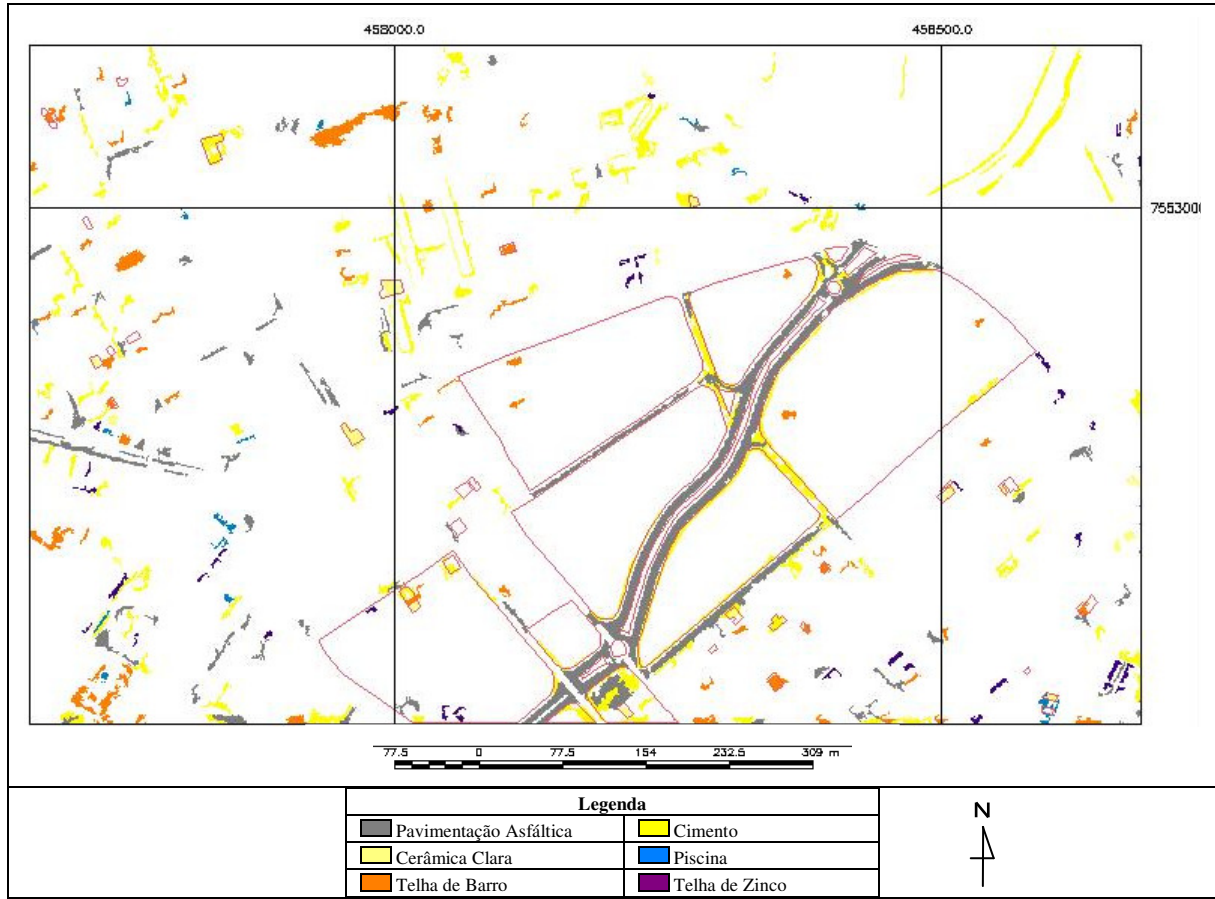 458000.0 458500.0
7553000
77.5 0 77.5 154 232.5 309 m
Legenda
Pavimentação Asfáltica Cimento
Cerâmica Clara Piscina
Telha de Barro Telha de Zinco
N